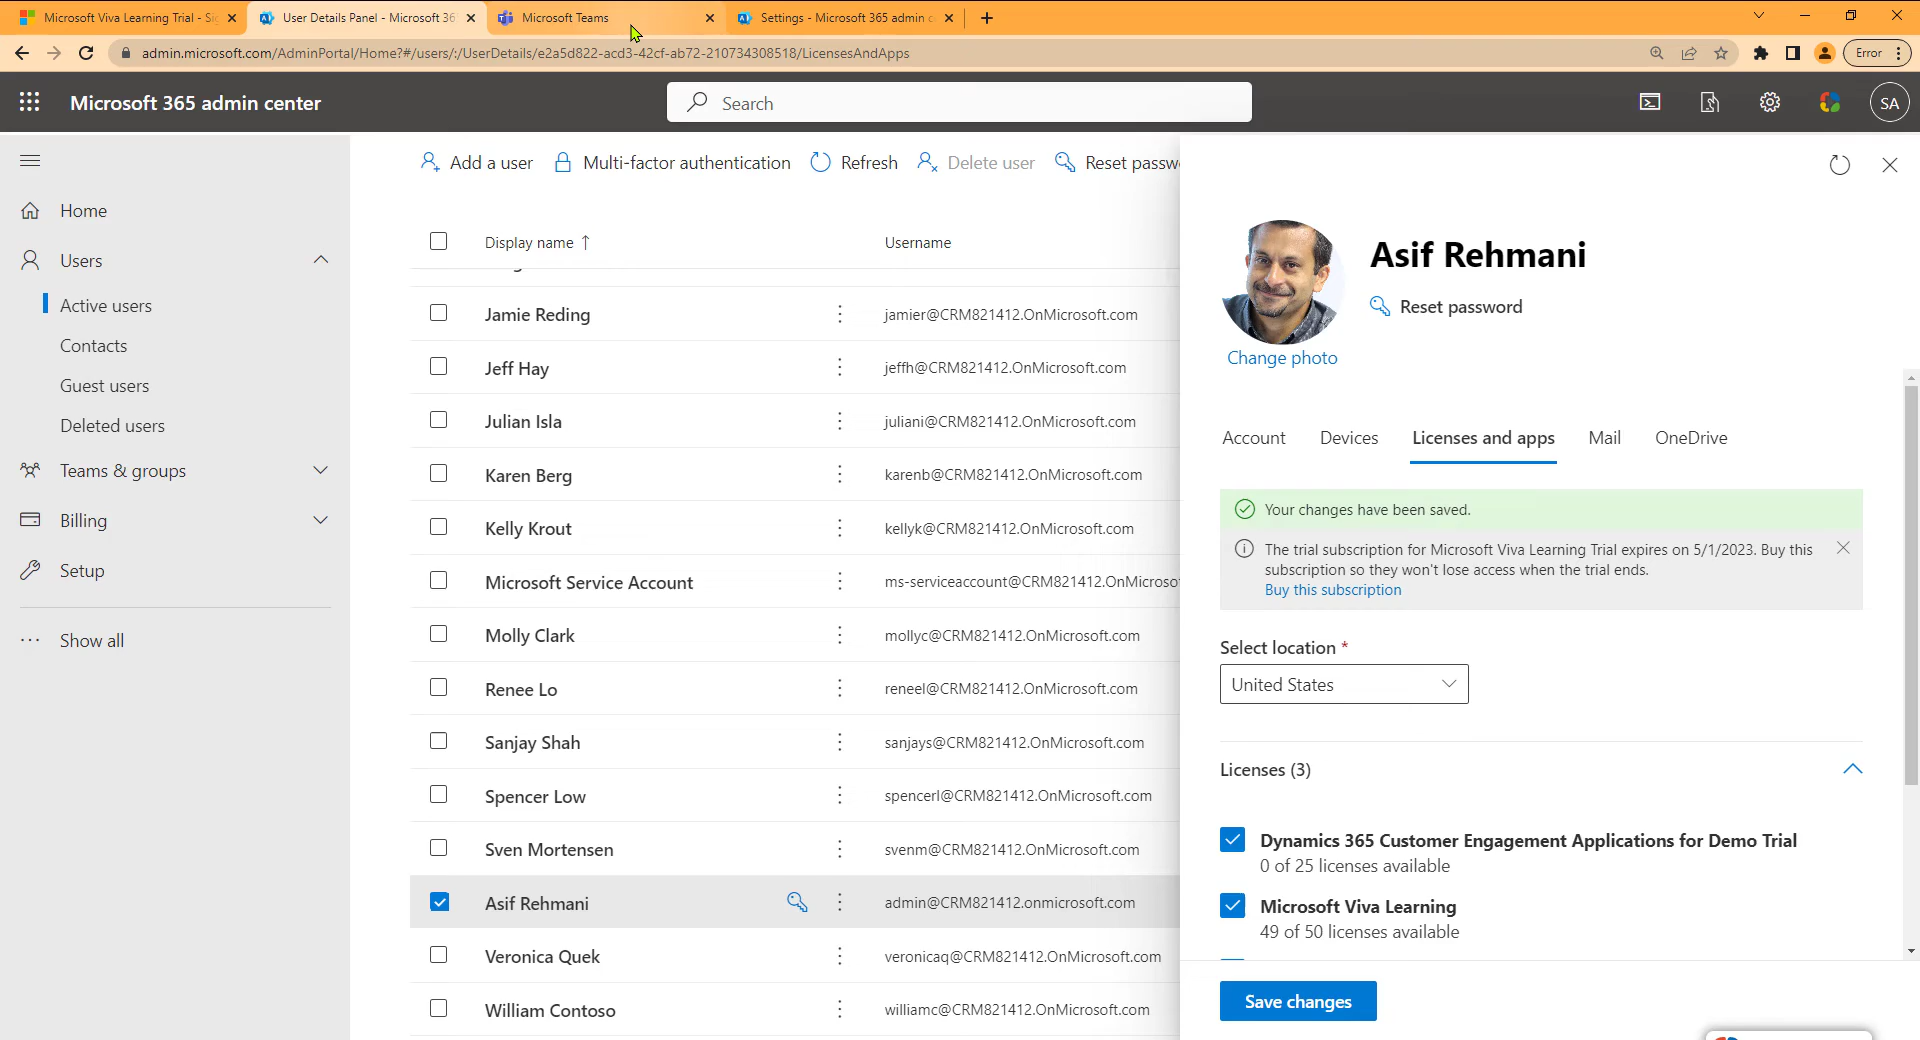 Microsoft Viva Learning Trial - Si
User Details Panel - Microsoft 36
Microsoft Teams
Settings - Microsoft 365 admin c
admin.microsoft.com/AdminPortal/Home?#/users/:/UserDetails/e2a5d822-acd3-42cf-ab72-210734308518/LicensesAndApps
Error
Microsoft 365 admin center
Search
SA
Home
Users
Active users
Contacts
Guest users
Deleted users
Teams & groups
Billing
Setup
Show all
Add a user
Multi-factor authentication
Refresh
Delete user
Reset passw
Display name ↑
Username
Jamie Reding
jamier@CRM821412.OnMicrosoft.com
Jeff Hay
jeffh@CRM821412.OnMicrosoft.com
Julian Isla
juliani@CRM821412.OnMicrosoft.com
Karen Berg
karenb@CRM821412.OnMicrosoft.com
Kelly Krout
kellyk@CRM821412.OnMicrosoft.com
Microsoft Service Account
ms-serviceaccount@CRM821412.OnMicroso
Molly Clark
mollyc@CRM821412.OnMicrosoft.com
Renee Lo
reneel@CRM821412.OnMicrosoft.com
Sanjay Shah
sanjays@CRM821412.OnMicrosoft.com
Spencer Low
spencerl@CRM821412.OnMicrosoft.com
Sven Mortensen
svenm@CRM821412.OnMicrosoft.com
Asif Rehmani
admin@CRM821412.onmicrosoft.com
Veronica Quek
veronicaq@CRM821412.OnMicrosoft.com
William Contoso
williamc@CRM821412.OnMicrosoft.com
Asif Rehmani
Reset password
Change photo
Account
Devices
Licenses and apps
Mail
OneDrive
Your changes have been saved.
The trial subscription for Microsoft Viva Learning Trial expires on 5/1/2023. Buy this
subscription so they won't lose access when the trial ends.
Buy this subscription
Select location *
United States
Licenses (3)
Dynamics 365 Customer Engagement Applications for Demo Trial
0 of 25 licenses available
Microsoft Viva Learning
49 of 50 licenses available
Save changes